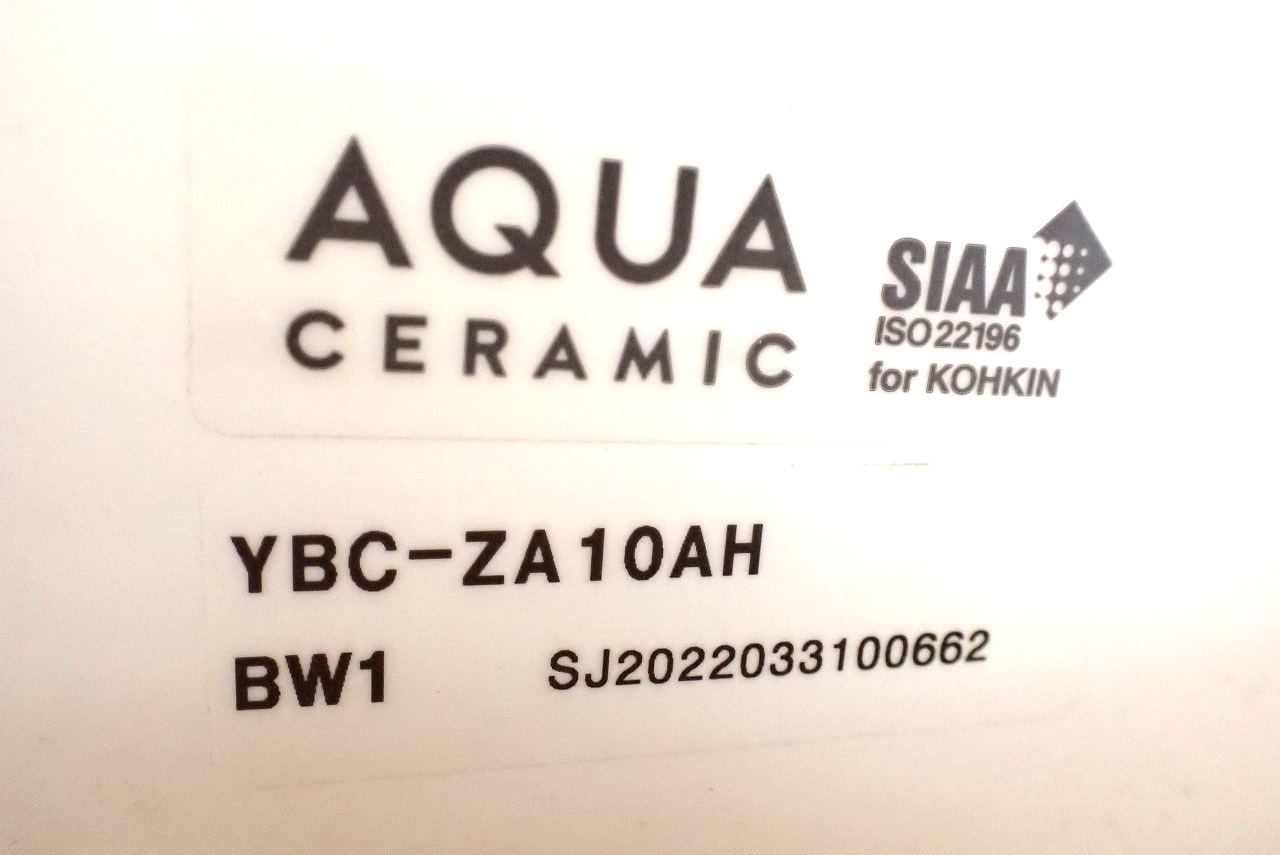 AQUA
CERAMIC
SIAA
ISO 22196
for KOHKIN
YBC-ZA10AH
BW1 SJ2022033100662